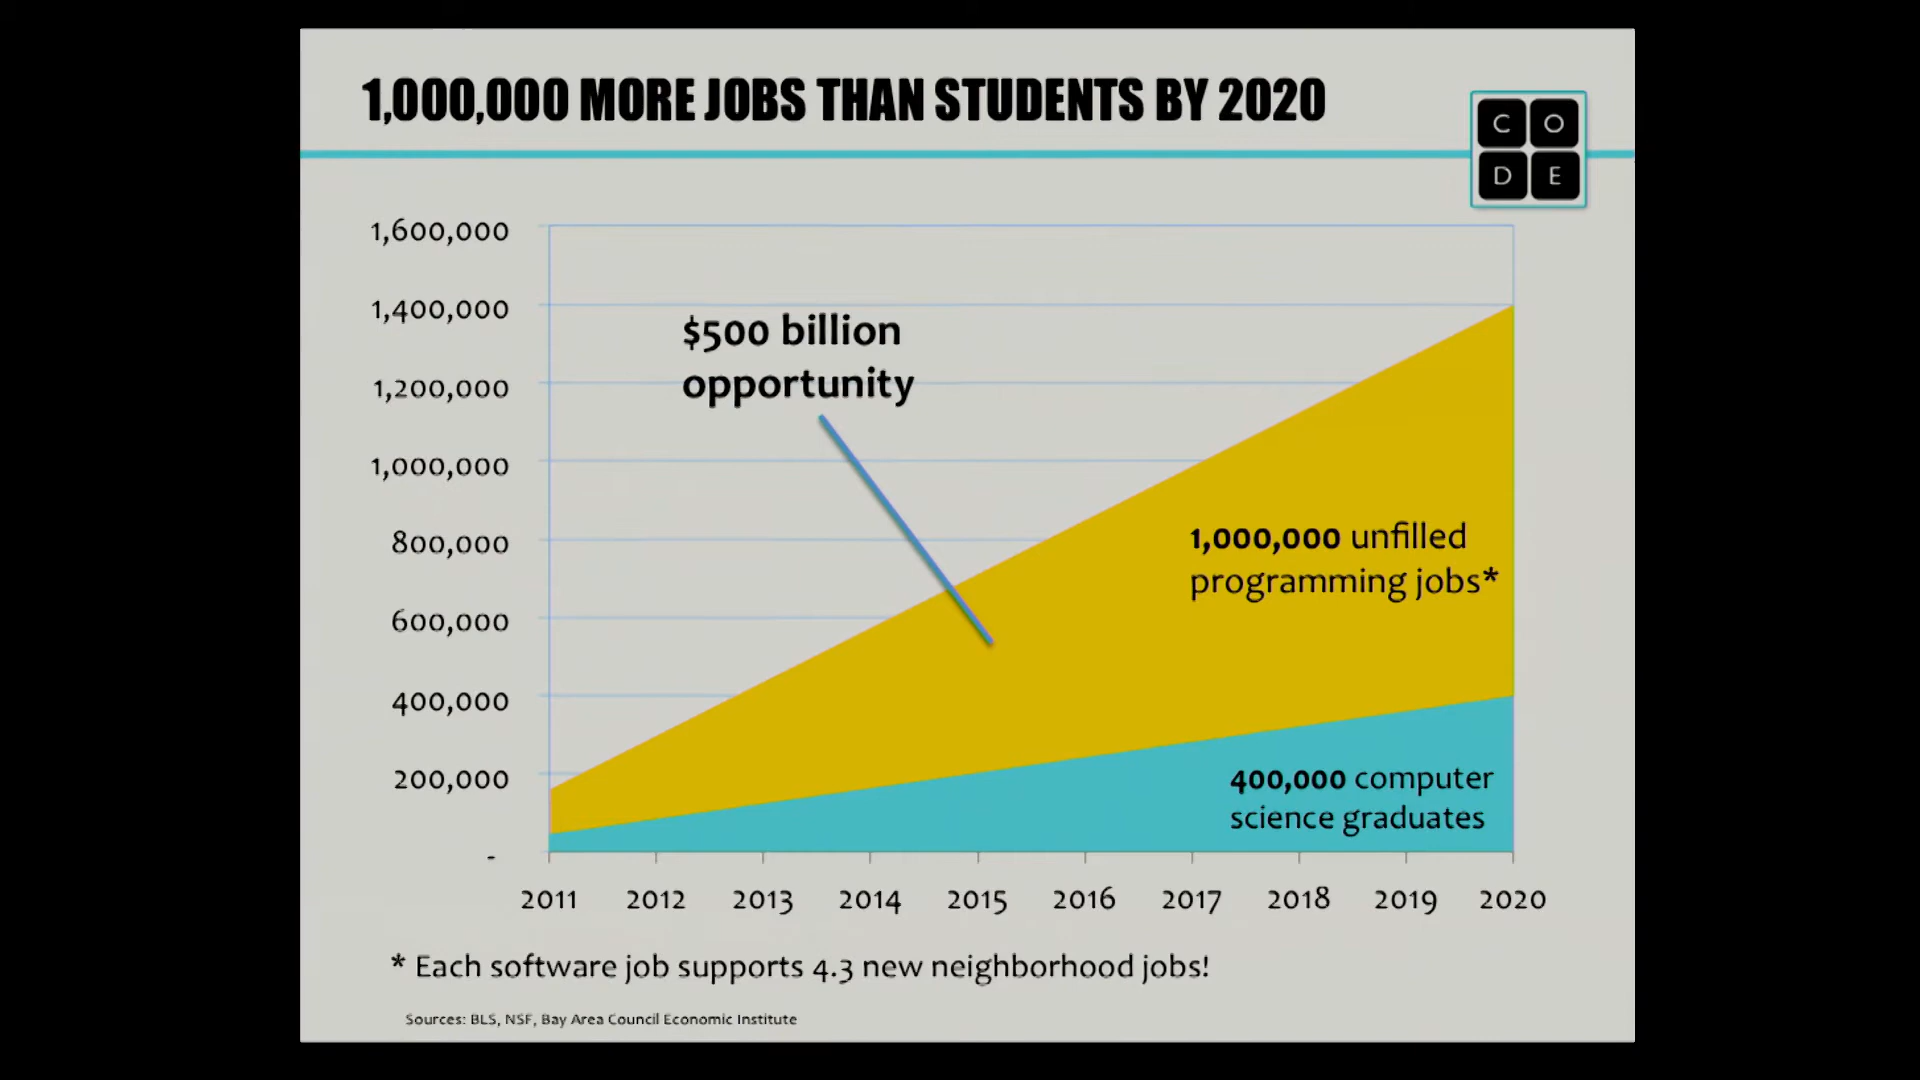 1,000,000 MORE JOBS THAN STUDENTS BY 2020
C O
D E
1,600,000
1,400,000
1,200,000
1,000,000
800,000
600,000
400,000
200,000
-
$500 billion
opportunity
1,000,000 unfilled
programming jobs*
400,000 computer
science graduates
2011 2012 2013 2014 2015 2016 2017 2018 2019 2020
* Each software job supports 4.3 new neighborhood jobs!
Sources: BLS, NSF, Bay Area Council Economic Institute